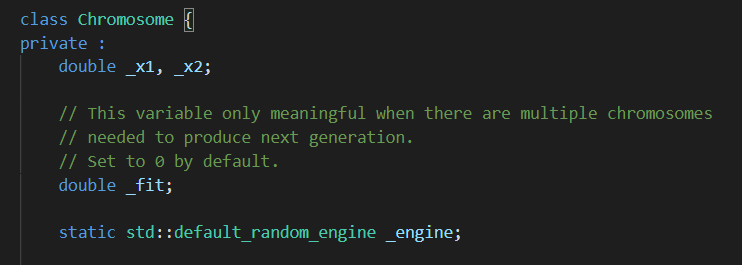 class Chromosome {
private :
    double _x1, _x2;
    // This variable only meaningful when there are multiple chromosomes
    // needed to produce next generation.
    // Set to 0 by default.
    double _fit;
    static std::default_random_engine _engine;